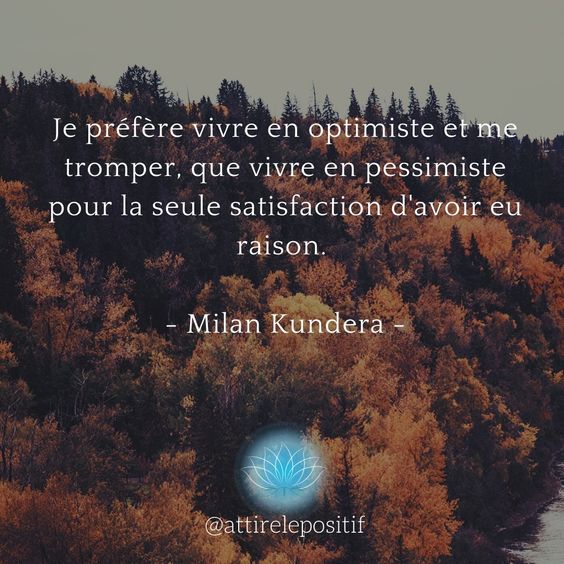 Je préfère vivre en optimiste et me
tromper, que vivre en pessimiste
pour la seule satisfaction d'avoir eu
raison.
- Milan Kundera -
@attirelepositif